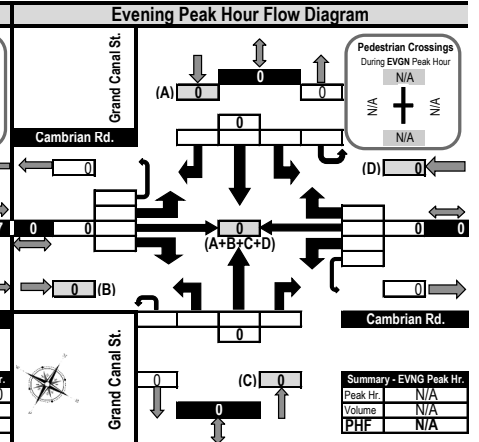 Evening Peak Hour Flow Diagram
Grand Canal St.
Pedestrian Crossings
During EVGN Peak Hour
N/A
N/A
N/A
N/A
0
(A) 0
0
0
Cambrian Rd.
0
(D) 0
0
0
0
(A+B+C+D)
0
0
0 (B)
0
Cambrian Rd.
0
Grand Canal St.
0
(C) 0
0
Summary - EVNG Peak Hr.
Peak Hr. N/A
Volume N/A
PHF N/A